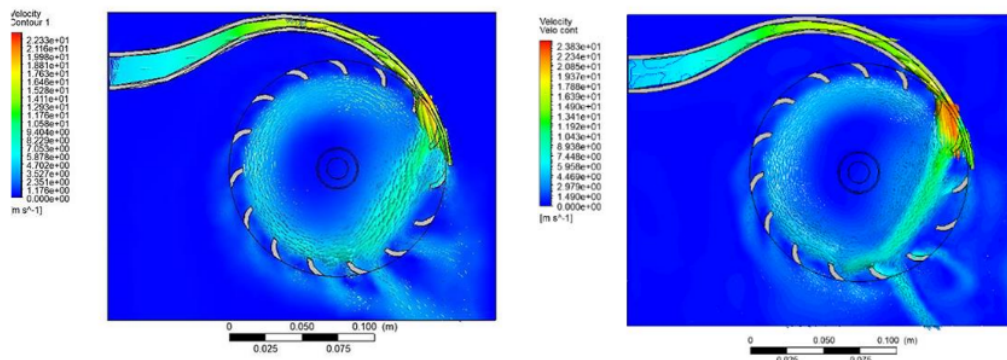 Velocity
Contour 1
2.233e+01
2.116e+01
1.998e+01
1.881e+01
1.763e+01
1.646e+01
1.528e+01
1.411e+01
1.293e+01
1.176e+01
1.058e+01
9.404e+00
8.229e+00
7.053e+00
5.878e+00
4.702e+00
3.527e+00
2.351e+00
1.176e+00
0.000e+00
[m s^-1]
0 0.050 0.100 (m)
0.025 0.075
Velocity
Velo cont
2.383e+01
2.234e+01
2.085e+01
1.937e+01
1.788e+01
1.639e+01
1.490e+01
1.341e+01
1.192e+01
1.043e+01
8.938e+00
7.448e+00
5.958e+00
4.469e+00
2.979e+00
1.490e+00
0.000e+00
[m s^-1]
0 0.050 0.100 (m)
0.025 0.075